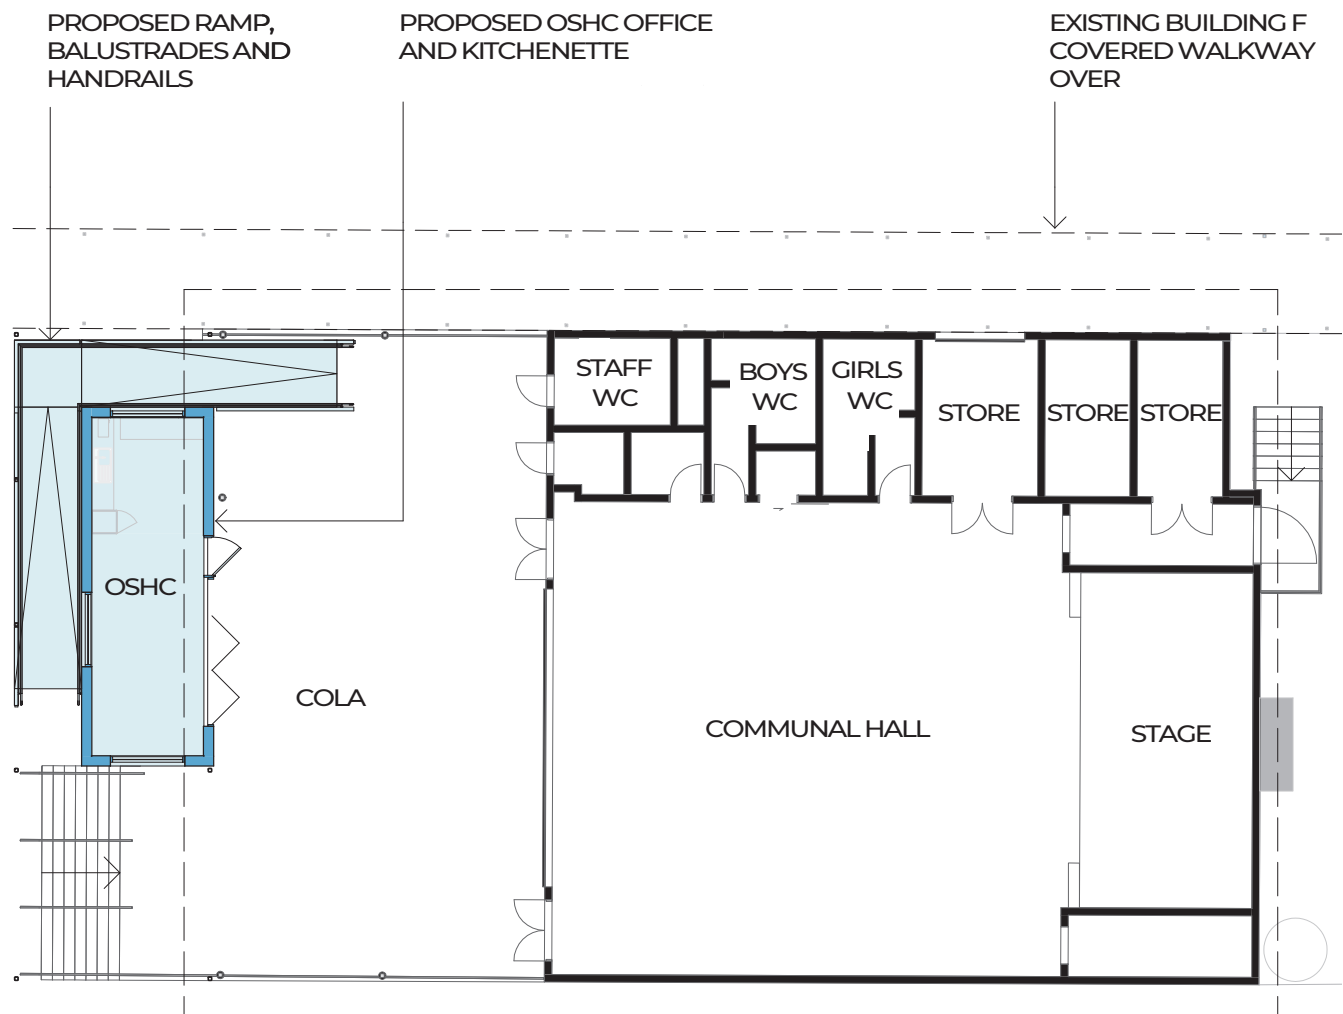 PROPOSED RAMP,
BALUSTRADES AND
HANDRAILS
PROPOSED OSHC OFFICE
AND KITCHENETTE
EXISTING BUILDING F
COVERED WALKWAY
OVER
STAFF
WC
BOYS
WC
GIRLS
WC
STORE
STORE
STORE
OSHC
COLA
COMMUNAL HALL
STAGE